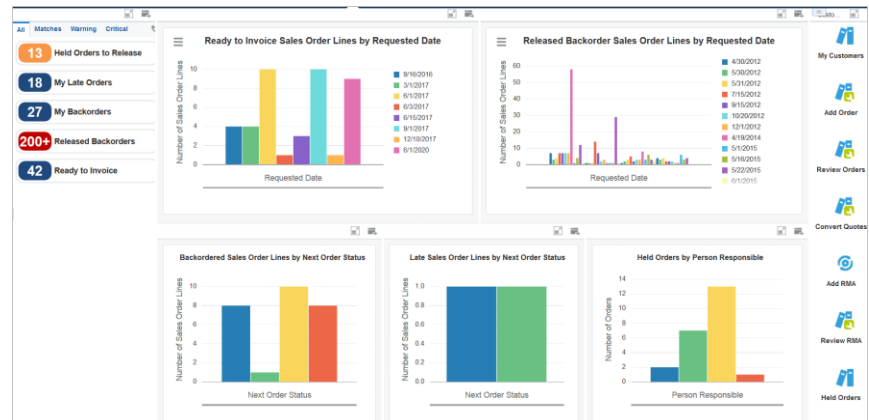 All Matches Warning Critical
13 Held Orders to Release
18 My Late Orders
27 My Backorders
200+ Released Backorders
42 Ready to Invoice
Ready to Invoice Sales Order Lines by Requested Date
Number of Sales Order Lines
10
8
6
4
2
0
Requested Date
9/16/2016
3/1/2017
6/1/2017
6/3/2017
6/15/2017
9/1/2017
12/10/2017
6/1/2020
Released Backorder Sales Order Lines by Requested Date
Number of Sales Order Lines
60
50
40
30
20
10
0
Requested Date
4/30/2012
5/30/2012
5/31/2012
7/15/2012
9/15/2012
10/20/2012
12/1/2012
4/19/2014
5/1/2015
5/16/2015
5/22/2015
6/1/2015
My Customers
Add Order
Review Orders
Convert Quotes
Add RMA
Review RMA
Held Orders
Backordered Sales Order Lines by Next Order Status
Number of Sales Order Lines
10
8
6
4
2
0
Next Order Status
Late Sales Order Lines by Next Order Status
Number of Sales Order Lines
1.0
0.8
0.6
0.4
0.2
0.0
Next Order Status
Held Orders by Person Responsible
Number of Orders
14
12
10
8
6
4
2
0
Person Responsible